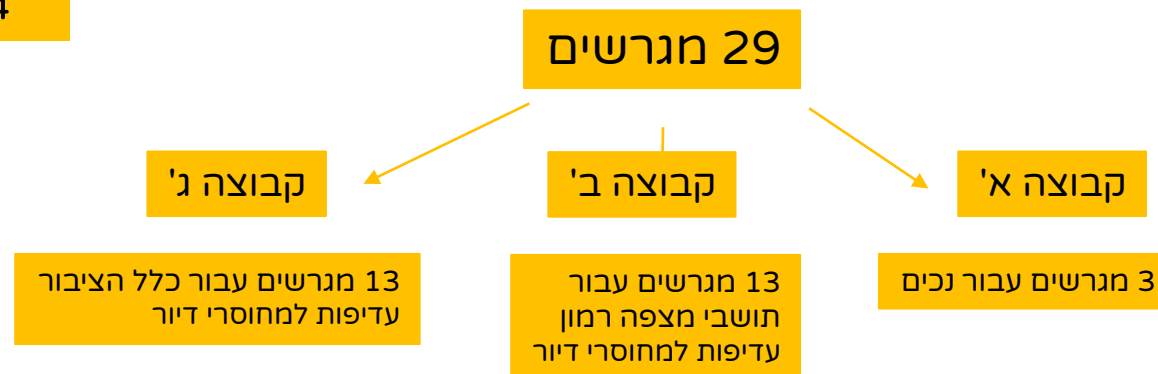 4
29 מגרשים
קבוצה א'
קבוצה ב'
קבוצה ג'
3 מגרשים עבור נכים
13 מגרשים עבור
תושבי מצפה רמון
עדיפות למחוסרי דיור
13 מגרשים עבור כלל הציבור
עדיפות למחוסרי דיור